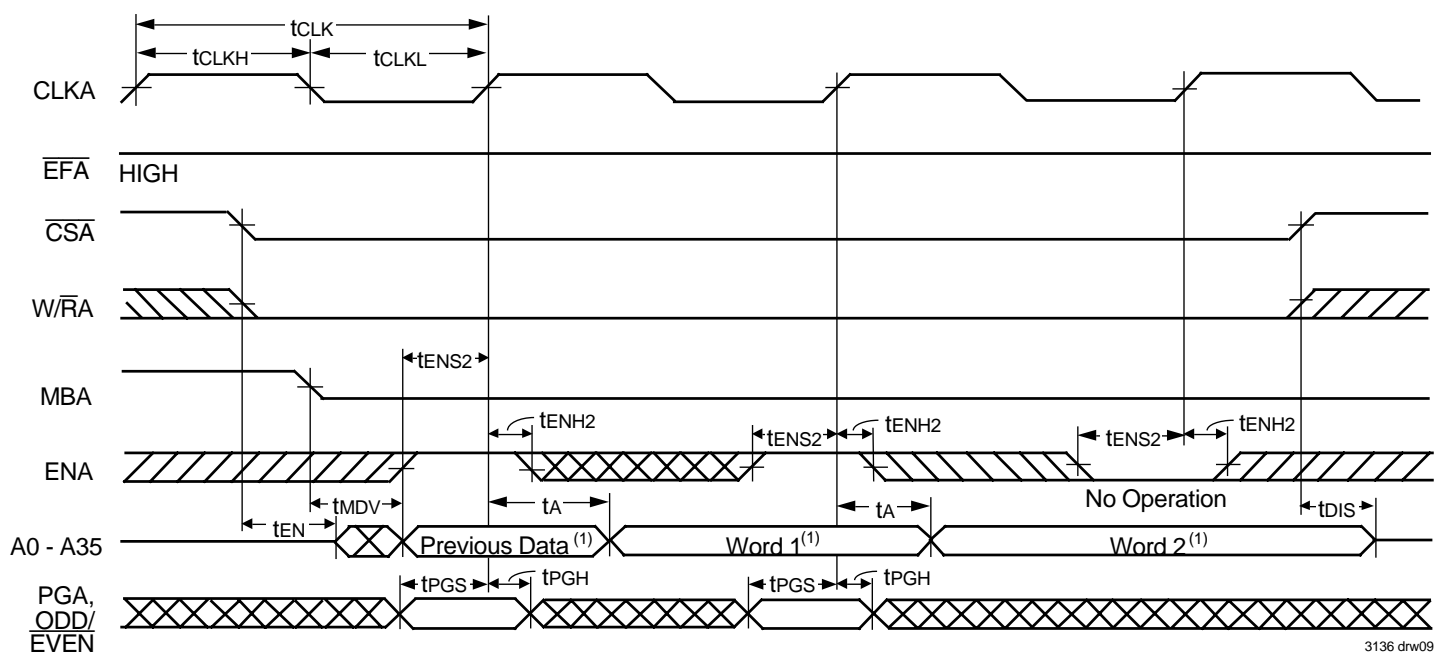 tCLK
tCLKH
tCLKL
CLKA
EFA
HIGH
CSA
W/RA
tENS2
MBA
tENH2
tENS2
tENH2
tENS2
ENA
No Operation
tMDV
tA
tA
tEN
tDIS
A0 - A35
Previous Data (1)
Word 1(1)
Word 2(1)
tPGS
tPGH
tPGS
tPGH
PGA,
ODD/
EVEN
3136 drw09